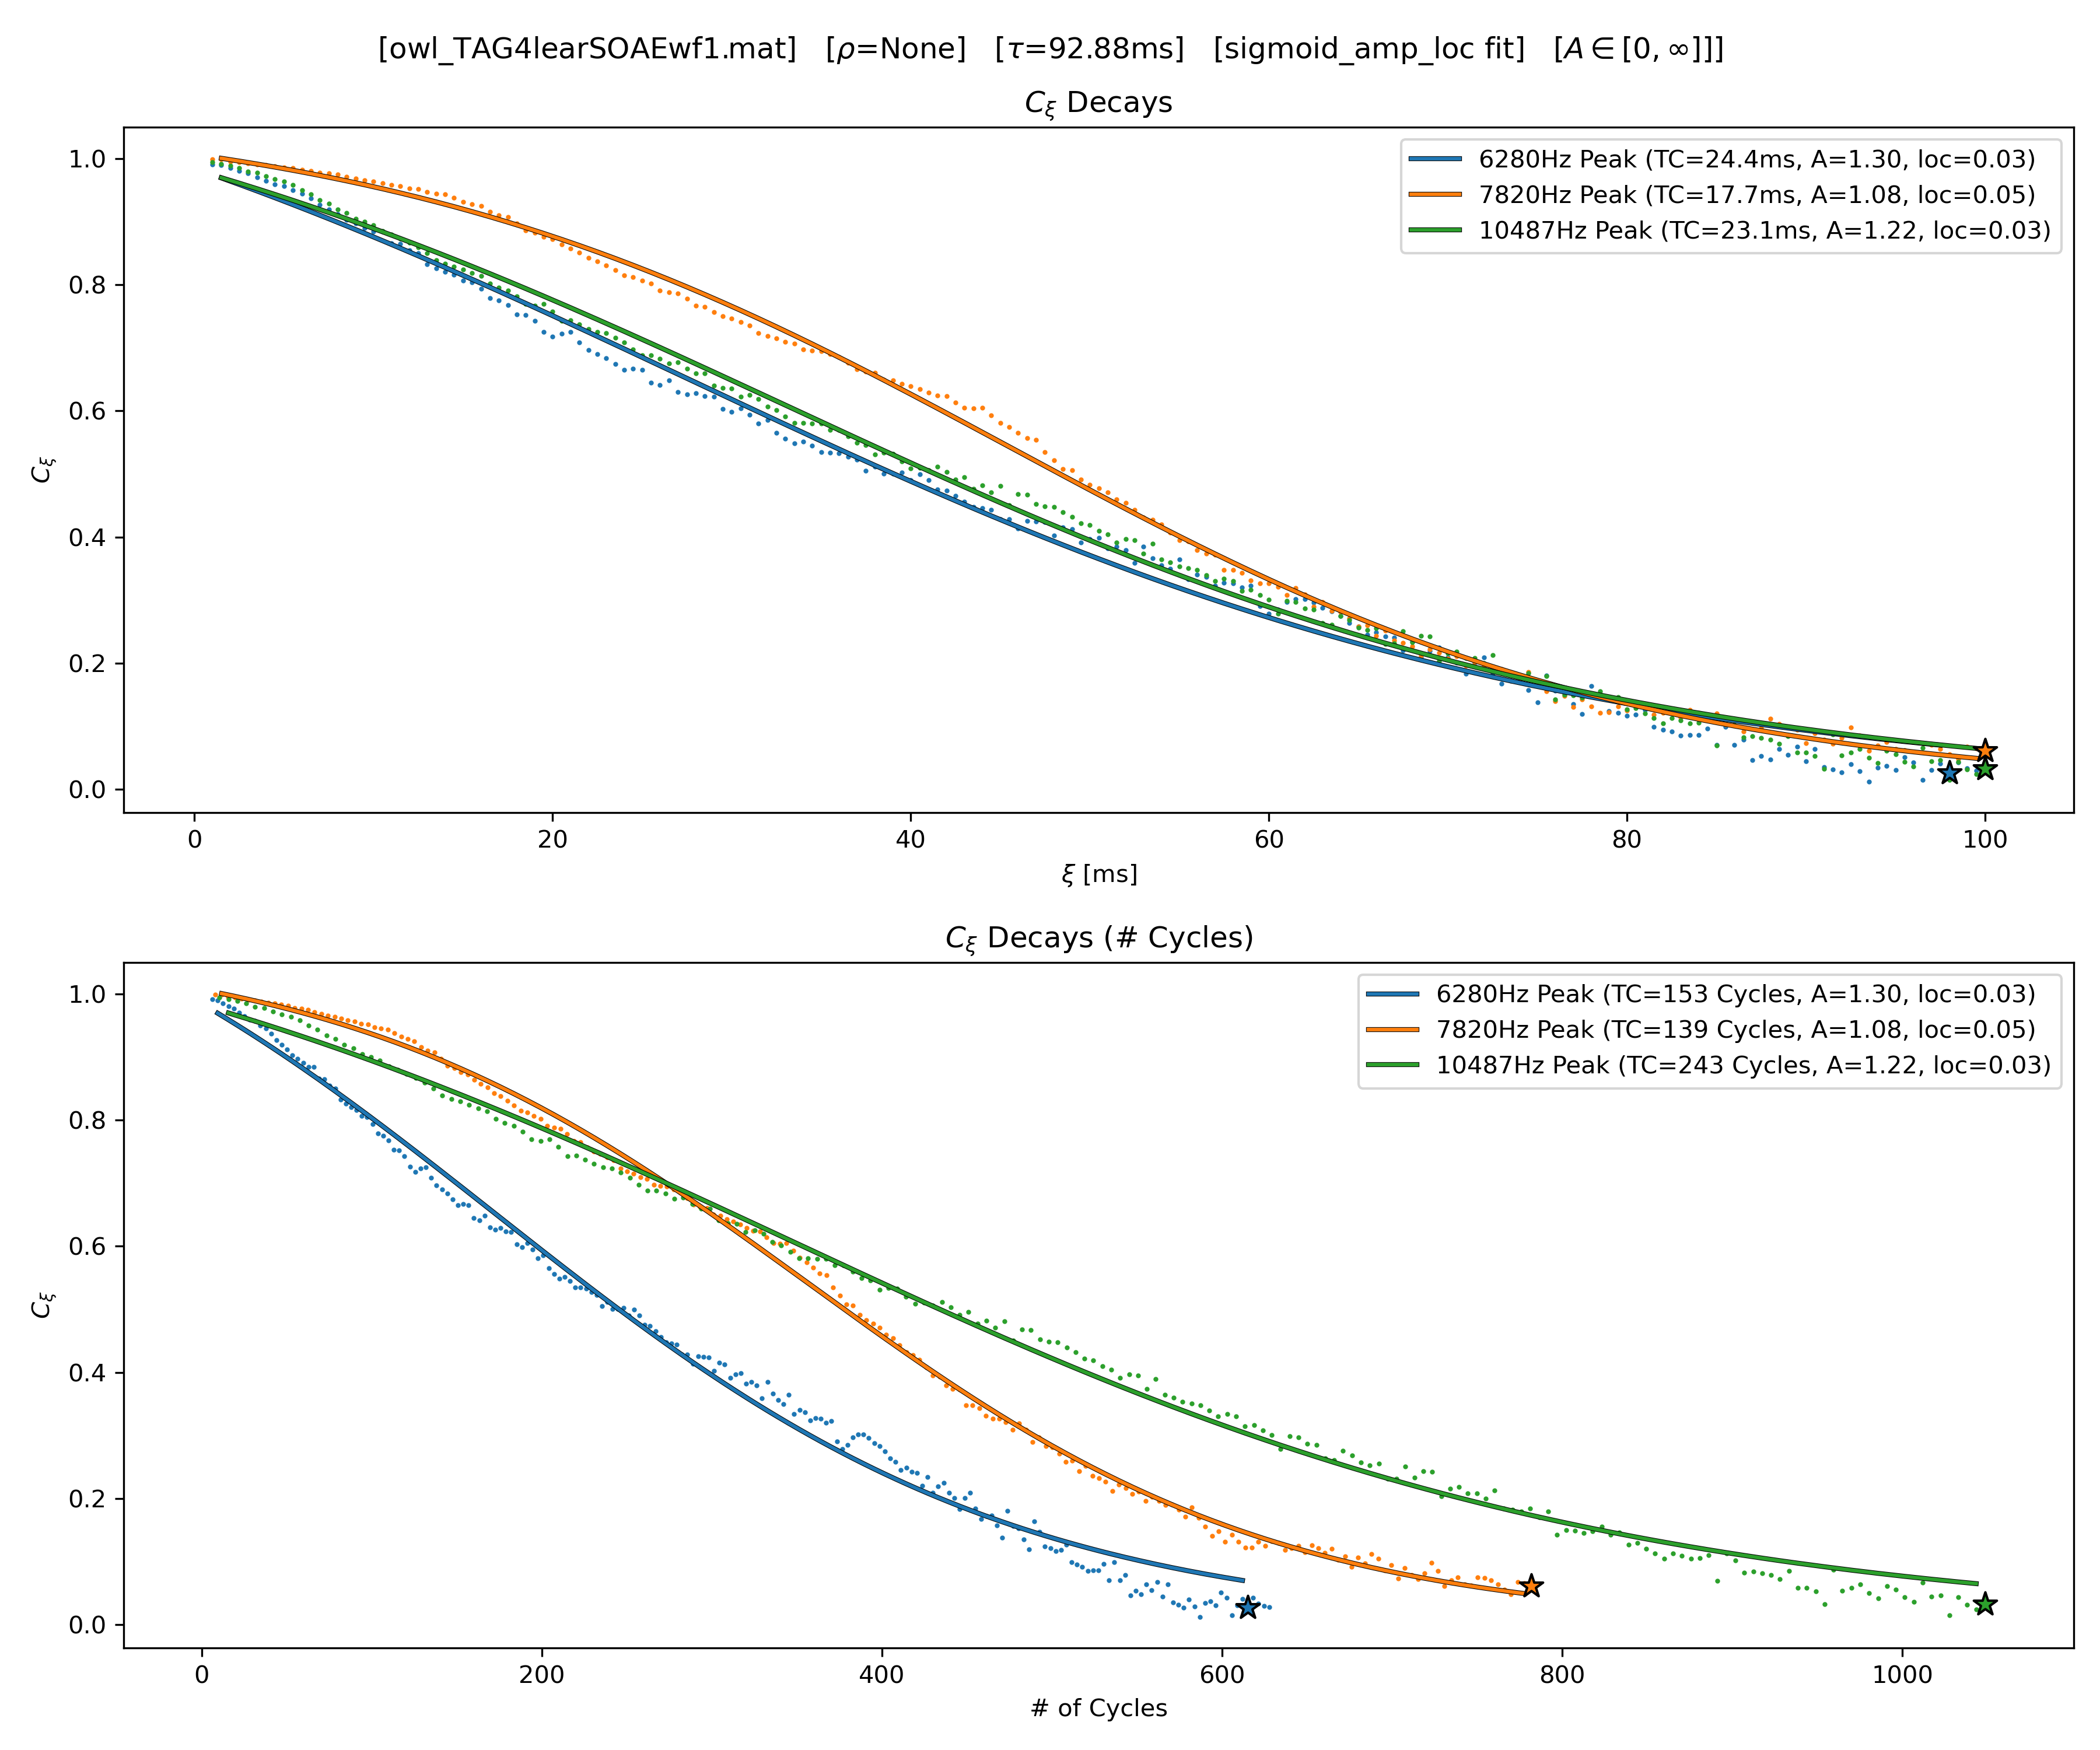 [owl_TAG4learSOAEwf1.mat]   [ρ=None]   [τ=92.88ms]   [sigmoid_amp_loc fit]   [A ∈ [0, ∞]]]
C_ξ Decays
1.0
0.8
0.6
0.4
0.2
0.0
C_ξ
6280Hz Peak (TC=24.4ms, A=1.30, loc=0.03)
7820Hz Peak (TC=17.7ms, A=1.08, loc=0.05)
10487Hz Peak (TC=23.1ms, A=1.22, loc=0.03)
0 20 40 60 80 100
ξ [ms]
C_ξ Decays (# Cycles)
1.0
0.8
0.6
0.4
0.2
0.0
C_ξ
6280Hz Peak (TC=153 Cycles, A=1.30, loc=0.03)
7820Hz Peak (TC=139 Cycles, A=1.08, loc=0.05)
10487Hz Peak (TC=243 Cycles, A=1.22, loc=0.03)
0 200 400 600 800 1000
# of Cycles